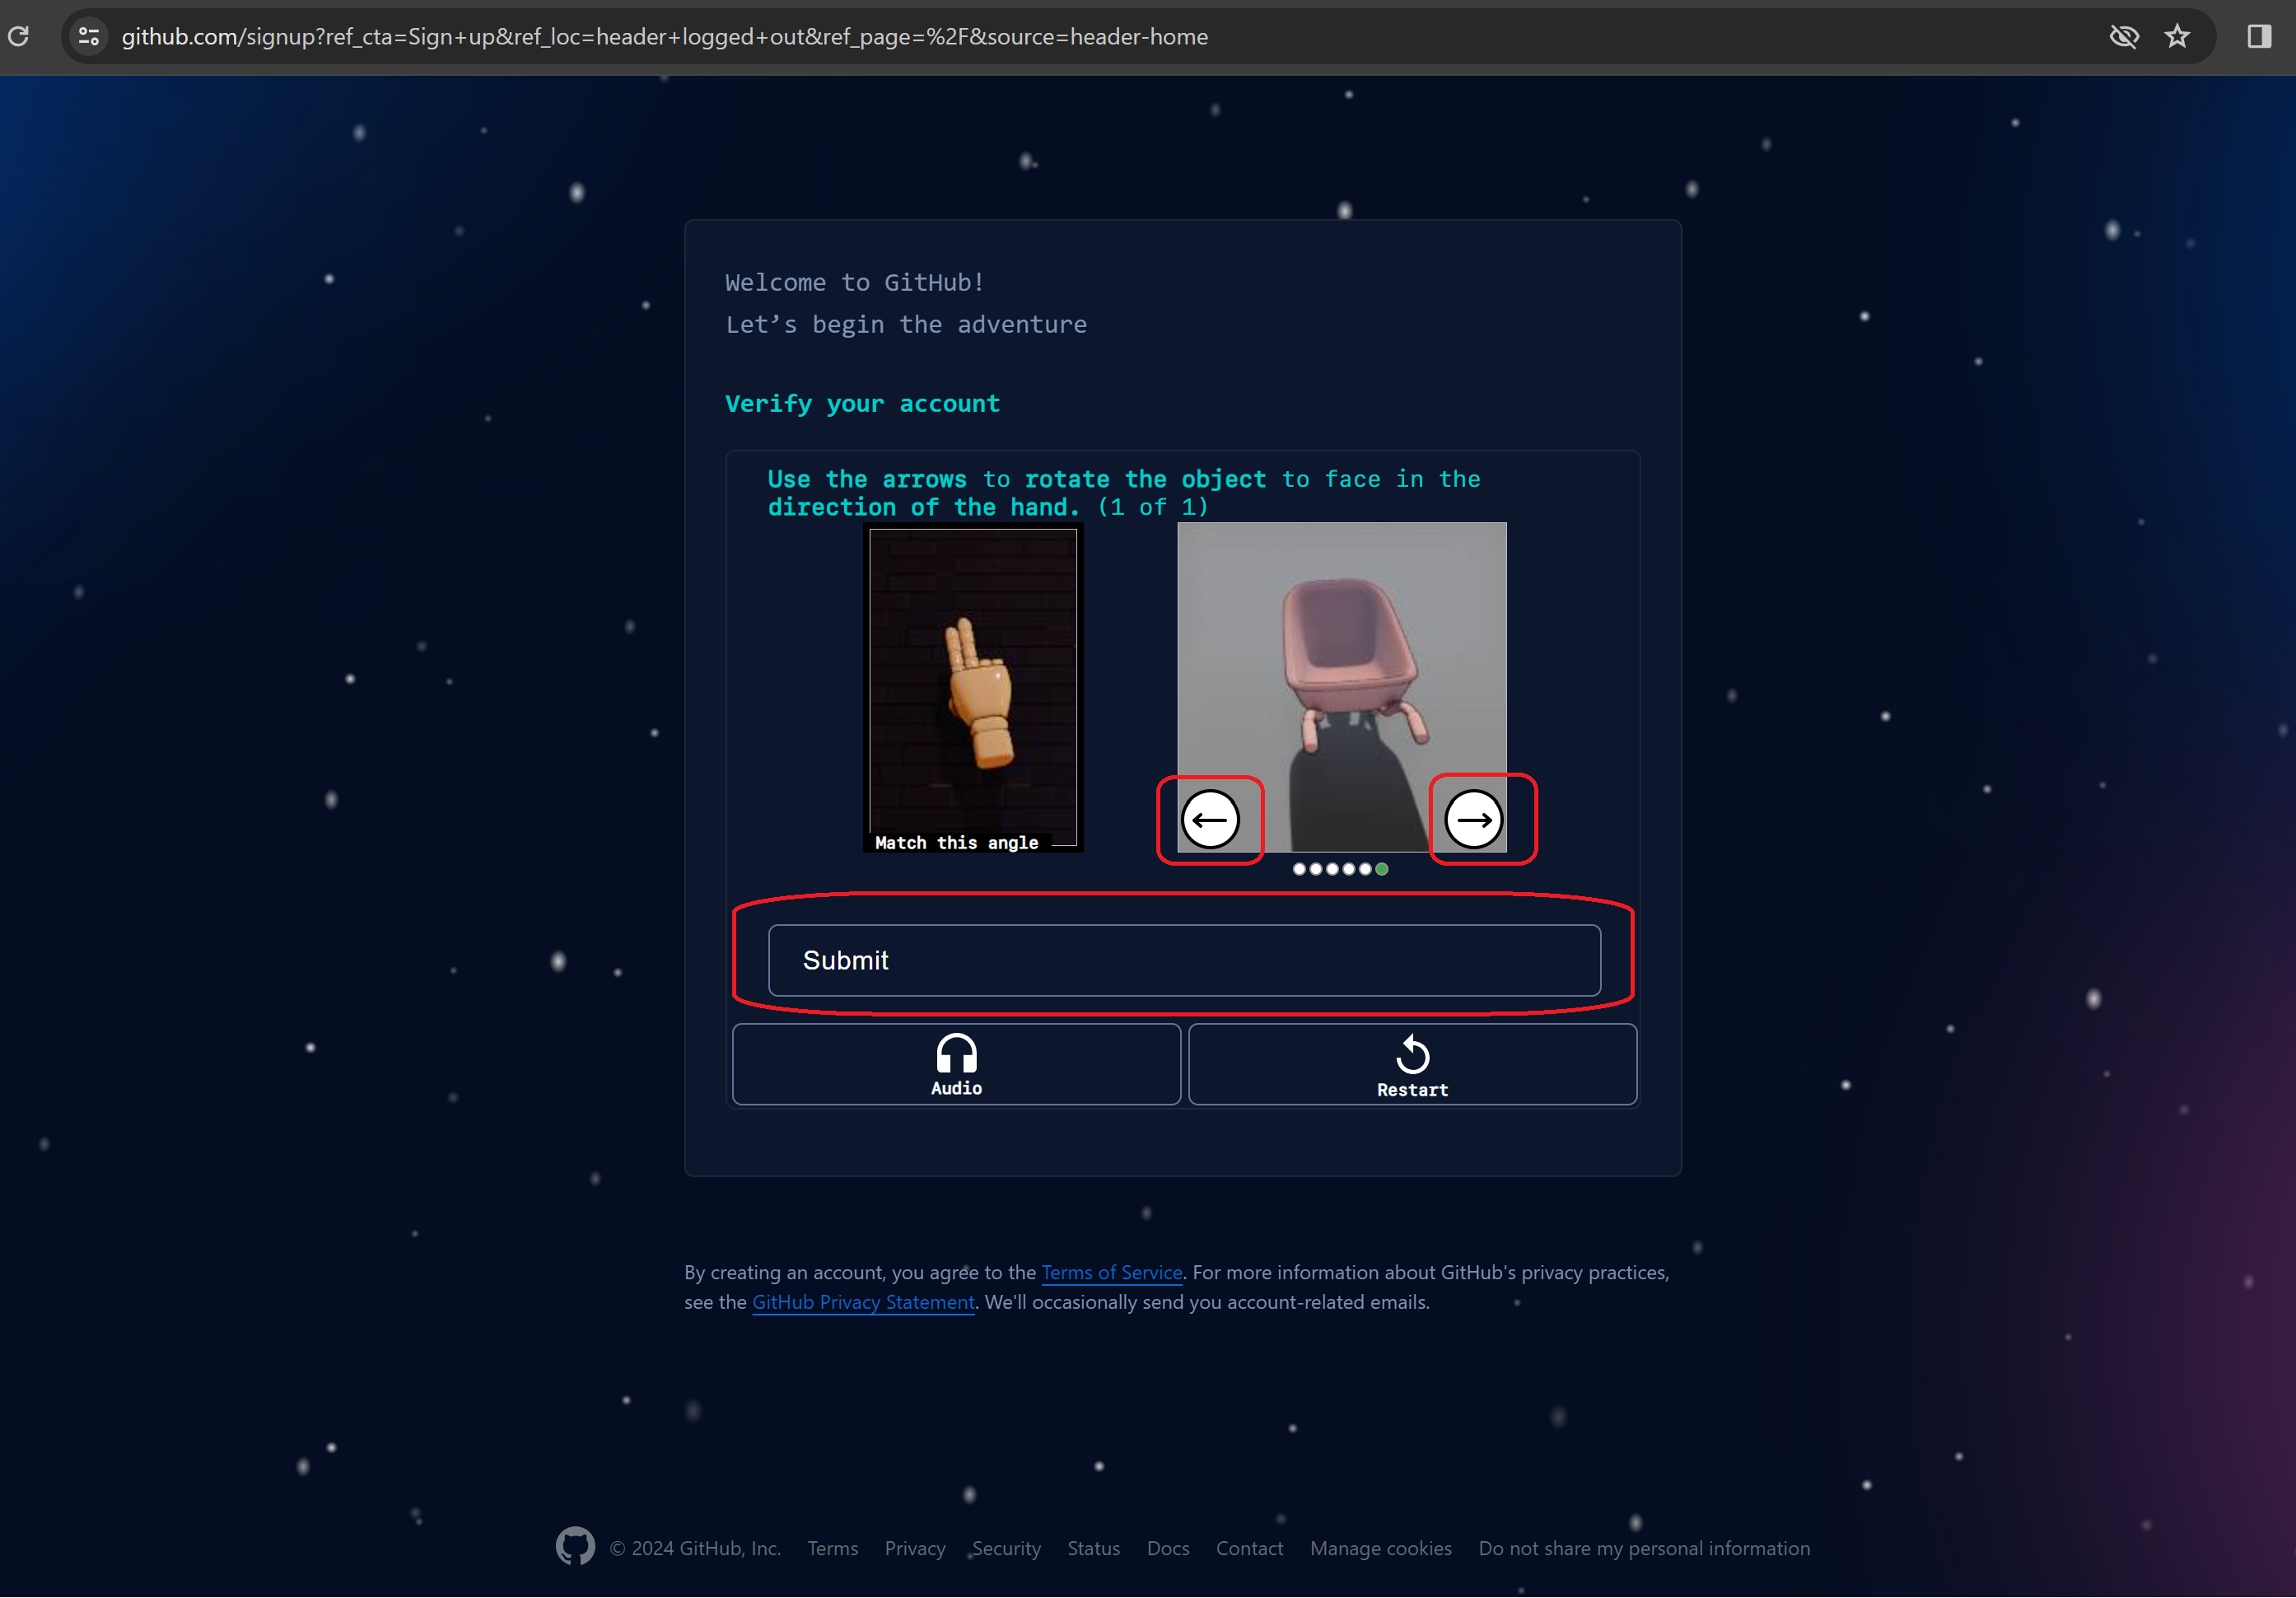 github.com/signup?ref_cta=Sign+up&ref_loc=header+logged+out&ref_page=%2F&source=header-home
Welcome to GitHub!
Let’s begin the adventure
Verify your account
Use the arrows to rotate the object to face in the
direction of the hand. (1 of 1)
Match this angle
Submit
Audio
Restart
By creating an account, you agree to the Terms of Service. For more information about GitHub's privacy practices,
see the GitHub Privacy Statement. We'll occasionally send you account-related emails.
© 2024 GitHub, Inc. Terms Privacy Security Status Docs Contact Manage cookies Do not share my personal information